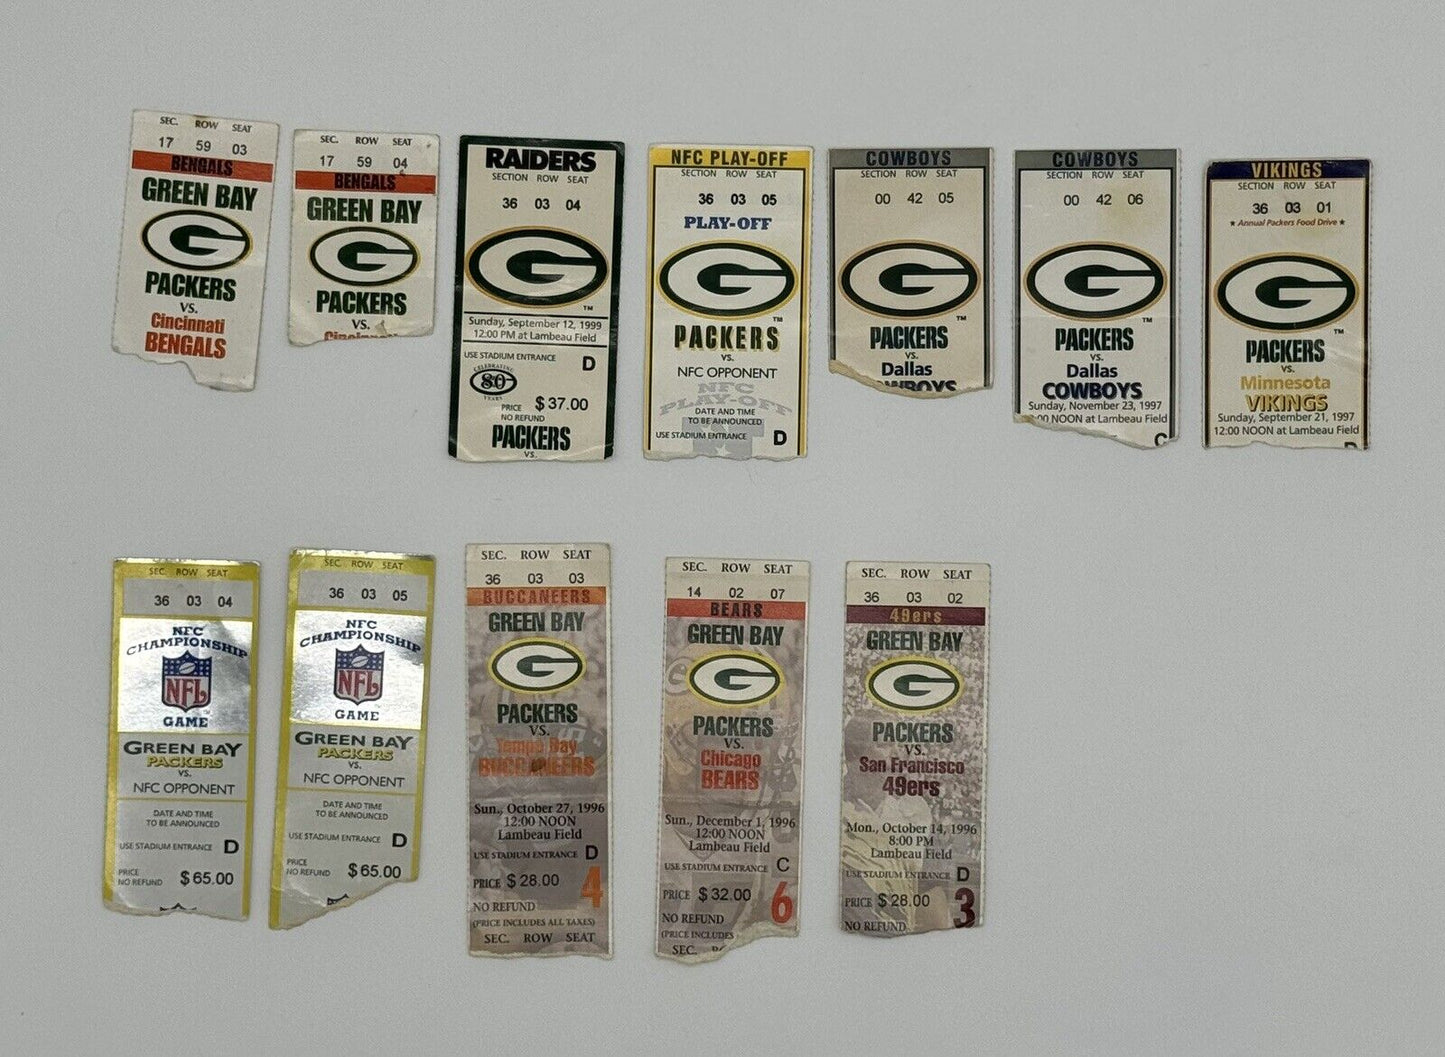 SEC. ROW SEAT
17 59 03
BENGALS
GREEN BAY
G
PACKERS
VS.
Cincinnati
BENGALS
SEC. ROW SEAT
17 59 04
BENGALS
GREEN BAY
G
PACKERS
VS.
Cincinnati
RAIDERS
SECTION ROW SEAT
36 03 04
G
TM
Sunday, September 12, 1999
12:00 PM at Lambeau Field
USE STADIUM ENTRANCE D
CELEBRATING
80
YEARS
PRICE $ 37.00
NO REFUND
PACKERS
VS.
NFC PLAY-OFF
SECTION ROW SEAT
36 03 05
PLAY-OFF
G
TM
PACKERS
VS.
NFC OPPONENT
NFC
PLAY-OFF
DATE AND TIME
TO BE ANNOUNCED
USE STADIUM ENTRANCE D
COWBOYS
SECTION ROW SEAT
00 42 05
G
TM
PACKERS
VS.
Dallas
COWBOYS
COWBOYS
SECTION ROW SEAT
00 42 06
G
TM
PACKERS
VS.
Dallas
COWBOYS
Sunday, November 23, 1997
NOON at Lambeau Field
C
VIKINGS
SECTION ROW SEAT
36 03 01
★ Annual Packers Food Drive ★
G
TM
PACKERS
VS.
Minnesota
VIKINGS
Sunday, September 21, 1997
12:00 NOON at Lambeau Field
D
SEC. ROW SEAT
36 03 04
NFC
CHAMPIONSHIP
NFL
GAME
GREEN BAY
PACKERS
VS.
NFC OPPONENT
DATE AND TIME
TO BE ANNOUNCED
USE STADIUM ENTRANCE D
PRICE
NO REFUND $ 65.00
SEC. ROW SEAT
36 03 05
NFC
CHAMPIONSHIP
NFL
GAME
GREEN BAY
PACKERS
VS.
NFC OPPONENT
DATE AND TIME
TO BE ANNOUNCED
USE STADIUM ENTRANCE D
PRICE
NO REFUND $ 65.00
SEC. ROW SEAT
36 03 03
BUCCANEERS
GREEN BAY
G
PACKERS
VS.
Tampa Bay
BUCCANEERS
Sun., October 27, 1996
12:00 NOON
Lambeau Field
USE STADIUM ENTRANCE D
PRICE $ 28.00 4
NO REFUND
(PRICE INCLUDES ALL TAXES)
SEC. ROW SEAT
SEC. ROW SEAT
14 02 07
BEARS
GREEN BAY
G
PACKERS
VS.
Chicago
BEARS
Sun., December 1, 1996
12:00 NOON
Lambeau Field
USE STADIUM ENTRANCE C
PRICE $ 32.00 6
NO REFUND
(PRICE INCLUDES
SEC.
SEC. ROW SEAT
36 03 02
49ers
GREEN BAY
G
PACKERS
VS.
San Francisco
49ers
Mon., October 14, 1996
8:00 PM
Lambeau Field
USE STADIUM ENTRANCE D
PRICE $ 28.00 3
NO REFUND